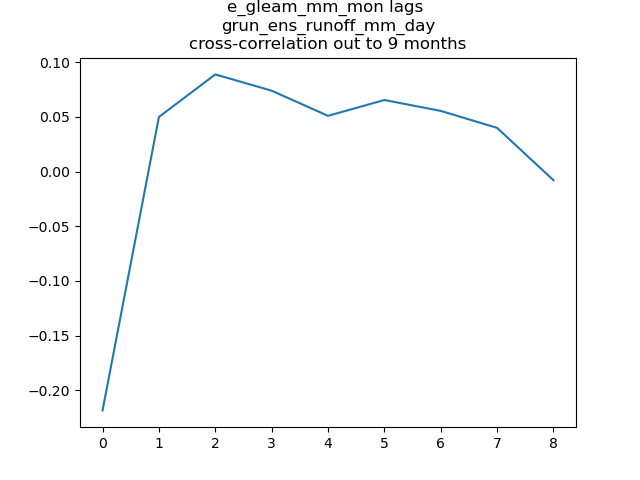 e_gleam_mm_mon lags
grun_ens_runoff_mm_day
cross-correlation out to 9 months
0.10
0.05
0.00
−0.05
−0.10
−0.15
−0.20
0 1 2 3 4 5 6 7 8